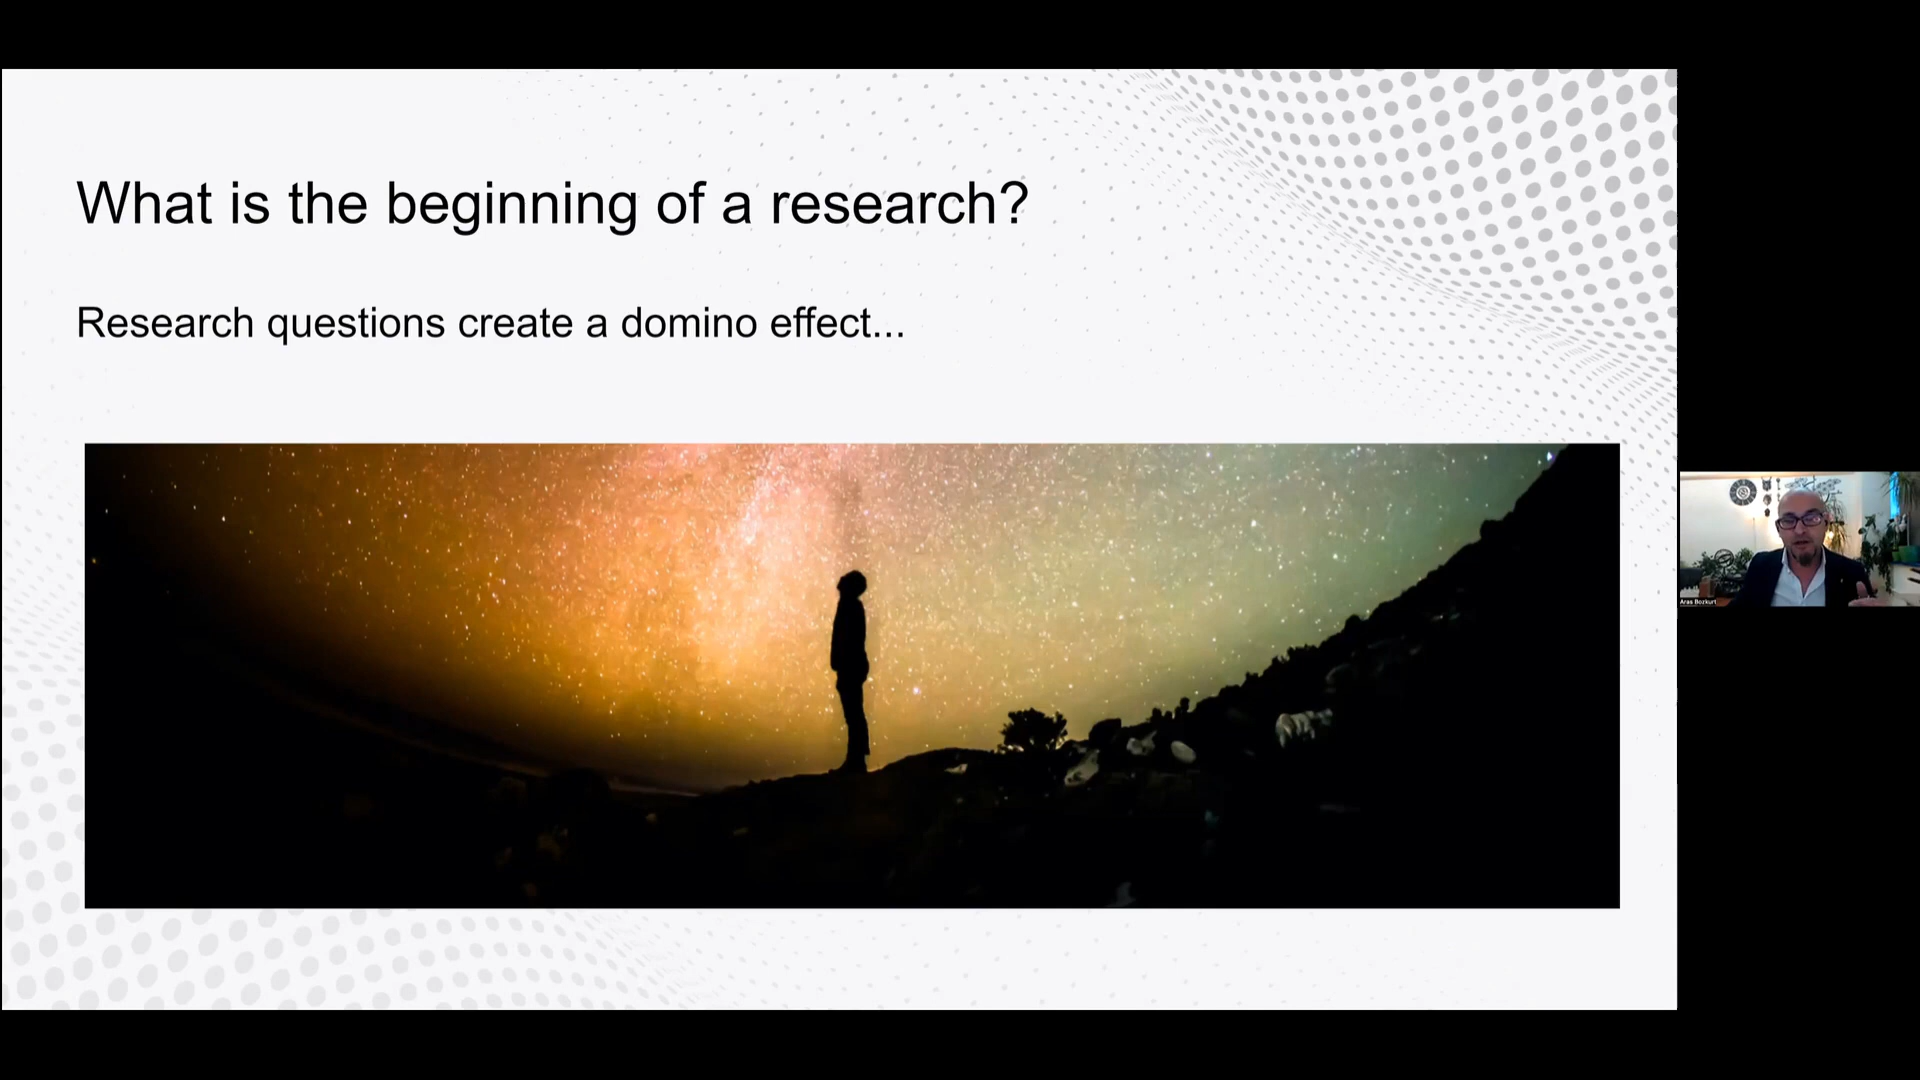 What is the beginning of a research?
Research questions create a domino effect...
Aras Bozkurt